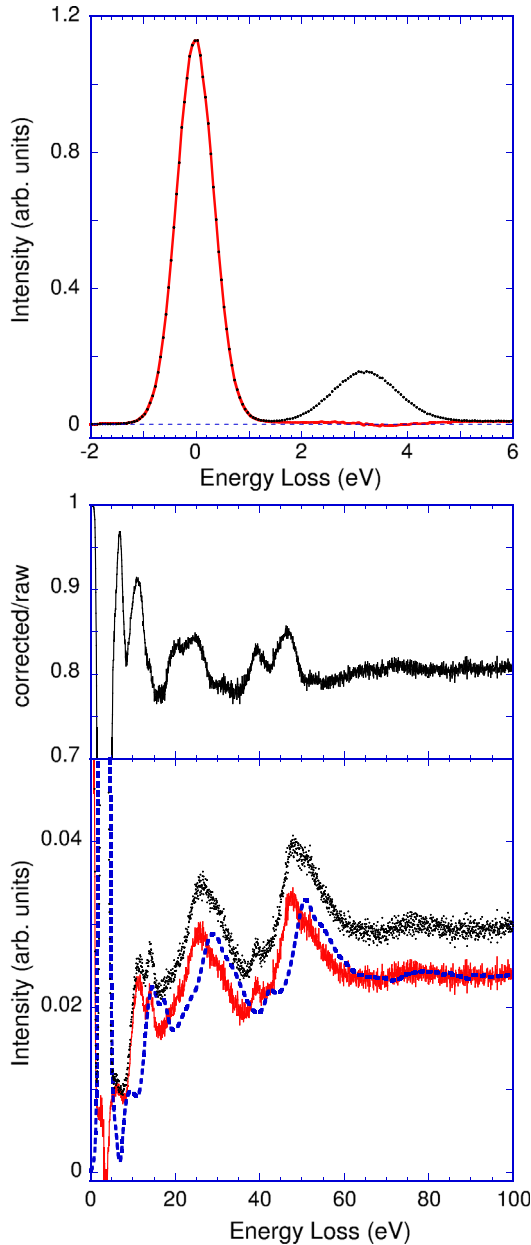 1.2
0.8
0.4
0
Intensity (arb. units)
-2 0 2 4 6
Energy Loss (eV)
1
0.9
0.8
0.7
corrected/raw
0.04
0.02
0
Intensity (arb. units)
0 20 40 60 80 100
Energy Loss (eV)